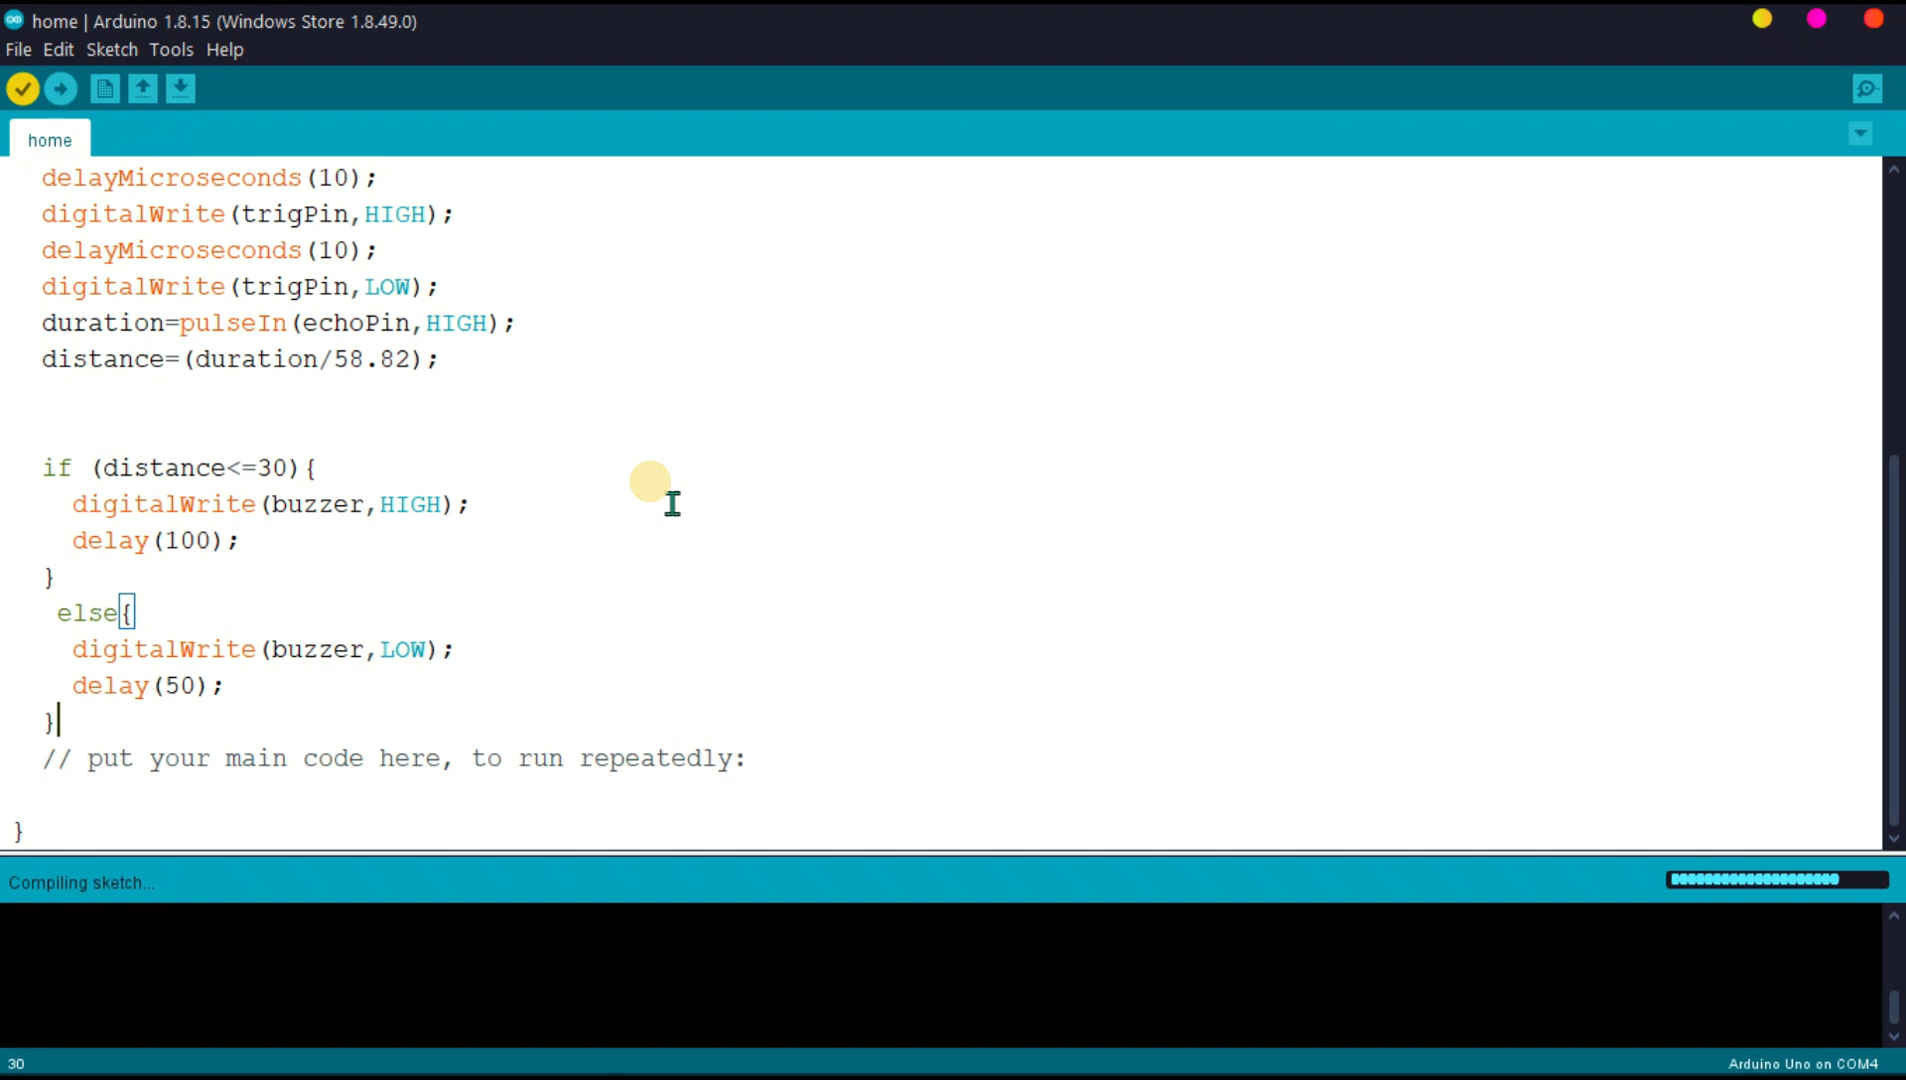 home | Arduino 1.8.15 (Windows Store 1.8.49.0)
File Edit Sketch Tools Help
home
delayMicroseconds(10);
digitalWrite(trigPin,HIGH);
delayMicroseconds(10);
digitalWrite(trigPin,LOW);
duration=pulseIn(echoPin,HIGH);
distance=(duration/58.82);
if (distance<=30){
digitalWrite(buzzer,HIGH);
delay(100);
}
else{
digitalWrite(buzzer,LOW);
delay(50);
}
// put your main code here, to run repeatedly:
}
Compiling sketch...
30
Arduino Uno on COM4